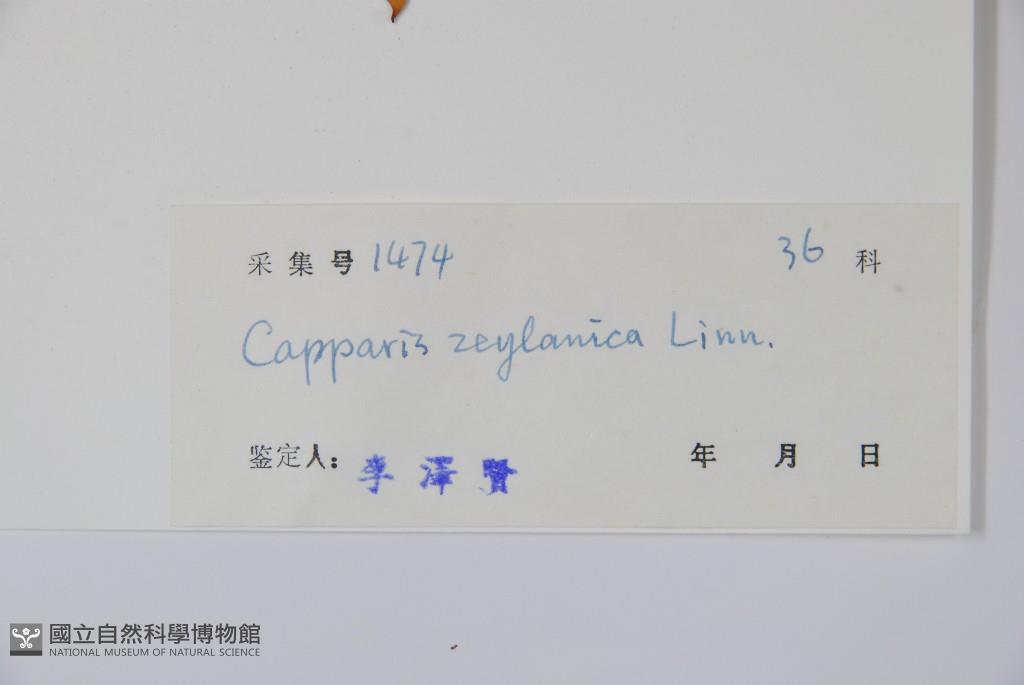 采集号 1474 36 科
Capparis zeylanica Linn.
鉴定人: 李澤賢 年 月 日
國立自然科學博物館
NATIONAL MUSEUM OF NATURAL SCIENCE